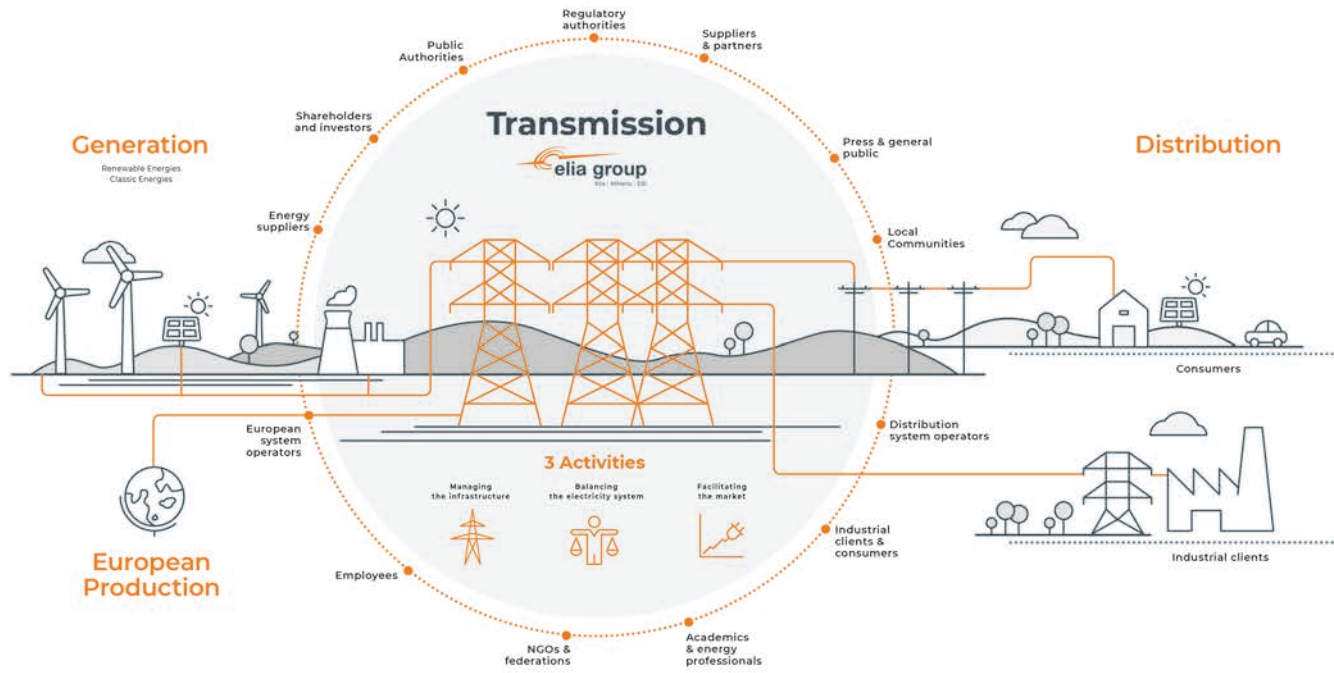 Regulatory
authorities
Suppliers
& partners
Public
Authorities
Shareholders
and investors
Transmission
elia group
Generation
Renewable Energies
Classic Energies
Press & general
public
Distribution
Energy
suppliers
Local
Communities
Consumers
European
system
operators
Distribution
system operators
3 Activities
Managing
the infrastructure
Balancing
the electricity system
Facilitating
the market
European
Production
Industrial
clients &
consumers
Industrial clients
Employees
NGOs &
federations
Academics
& energy
professionals